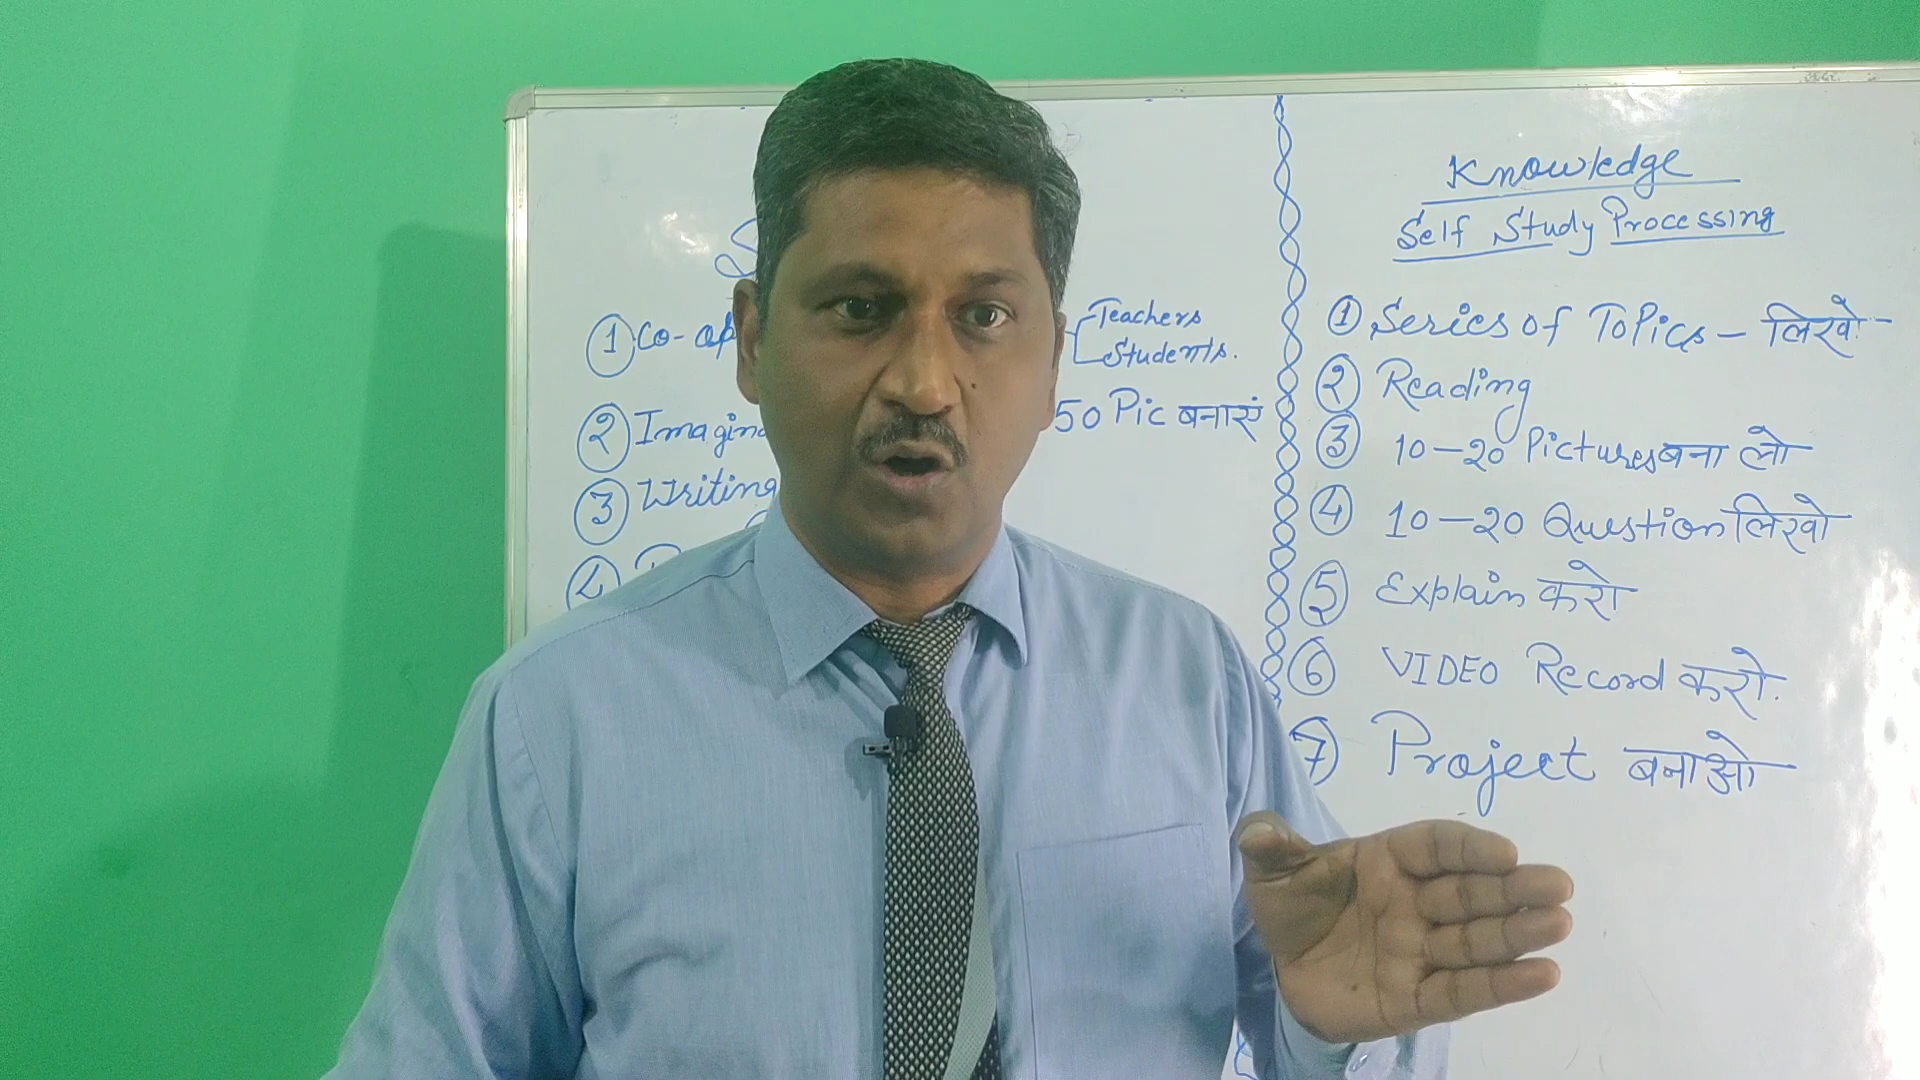 ① Co-op
Teachers
Students.
② Imagin
50 Pic बनाएं
③ Writing
④
Knowledge
Self Study Processing
① Series of Topics - लिखो -
② Reading
③ 10-20 Pictures बना लो
④ 10-20 Question लिखो
⑤ Explain करो
⑥ VIDEO Record करो.
⑦ Project बनाओ